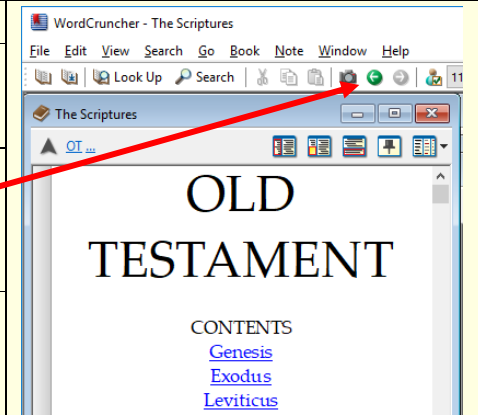 WordCruncher - The Scriptures
File Edit View Search Go Book Note Window Help
Look Up Search 11
The Scriptures
OT ...
OLD
TESTAMENT
CONTENTS
Genesis
Exodus
Leviticus